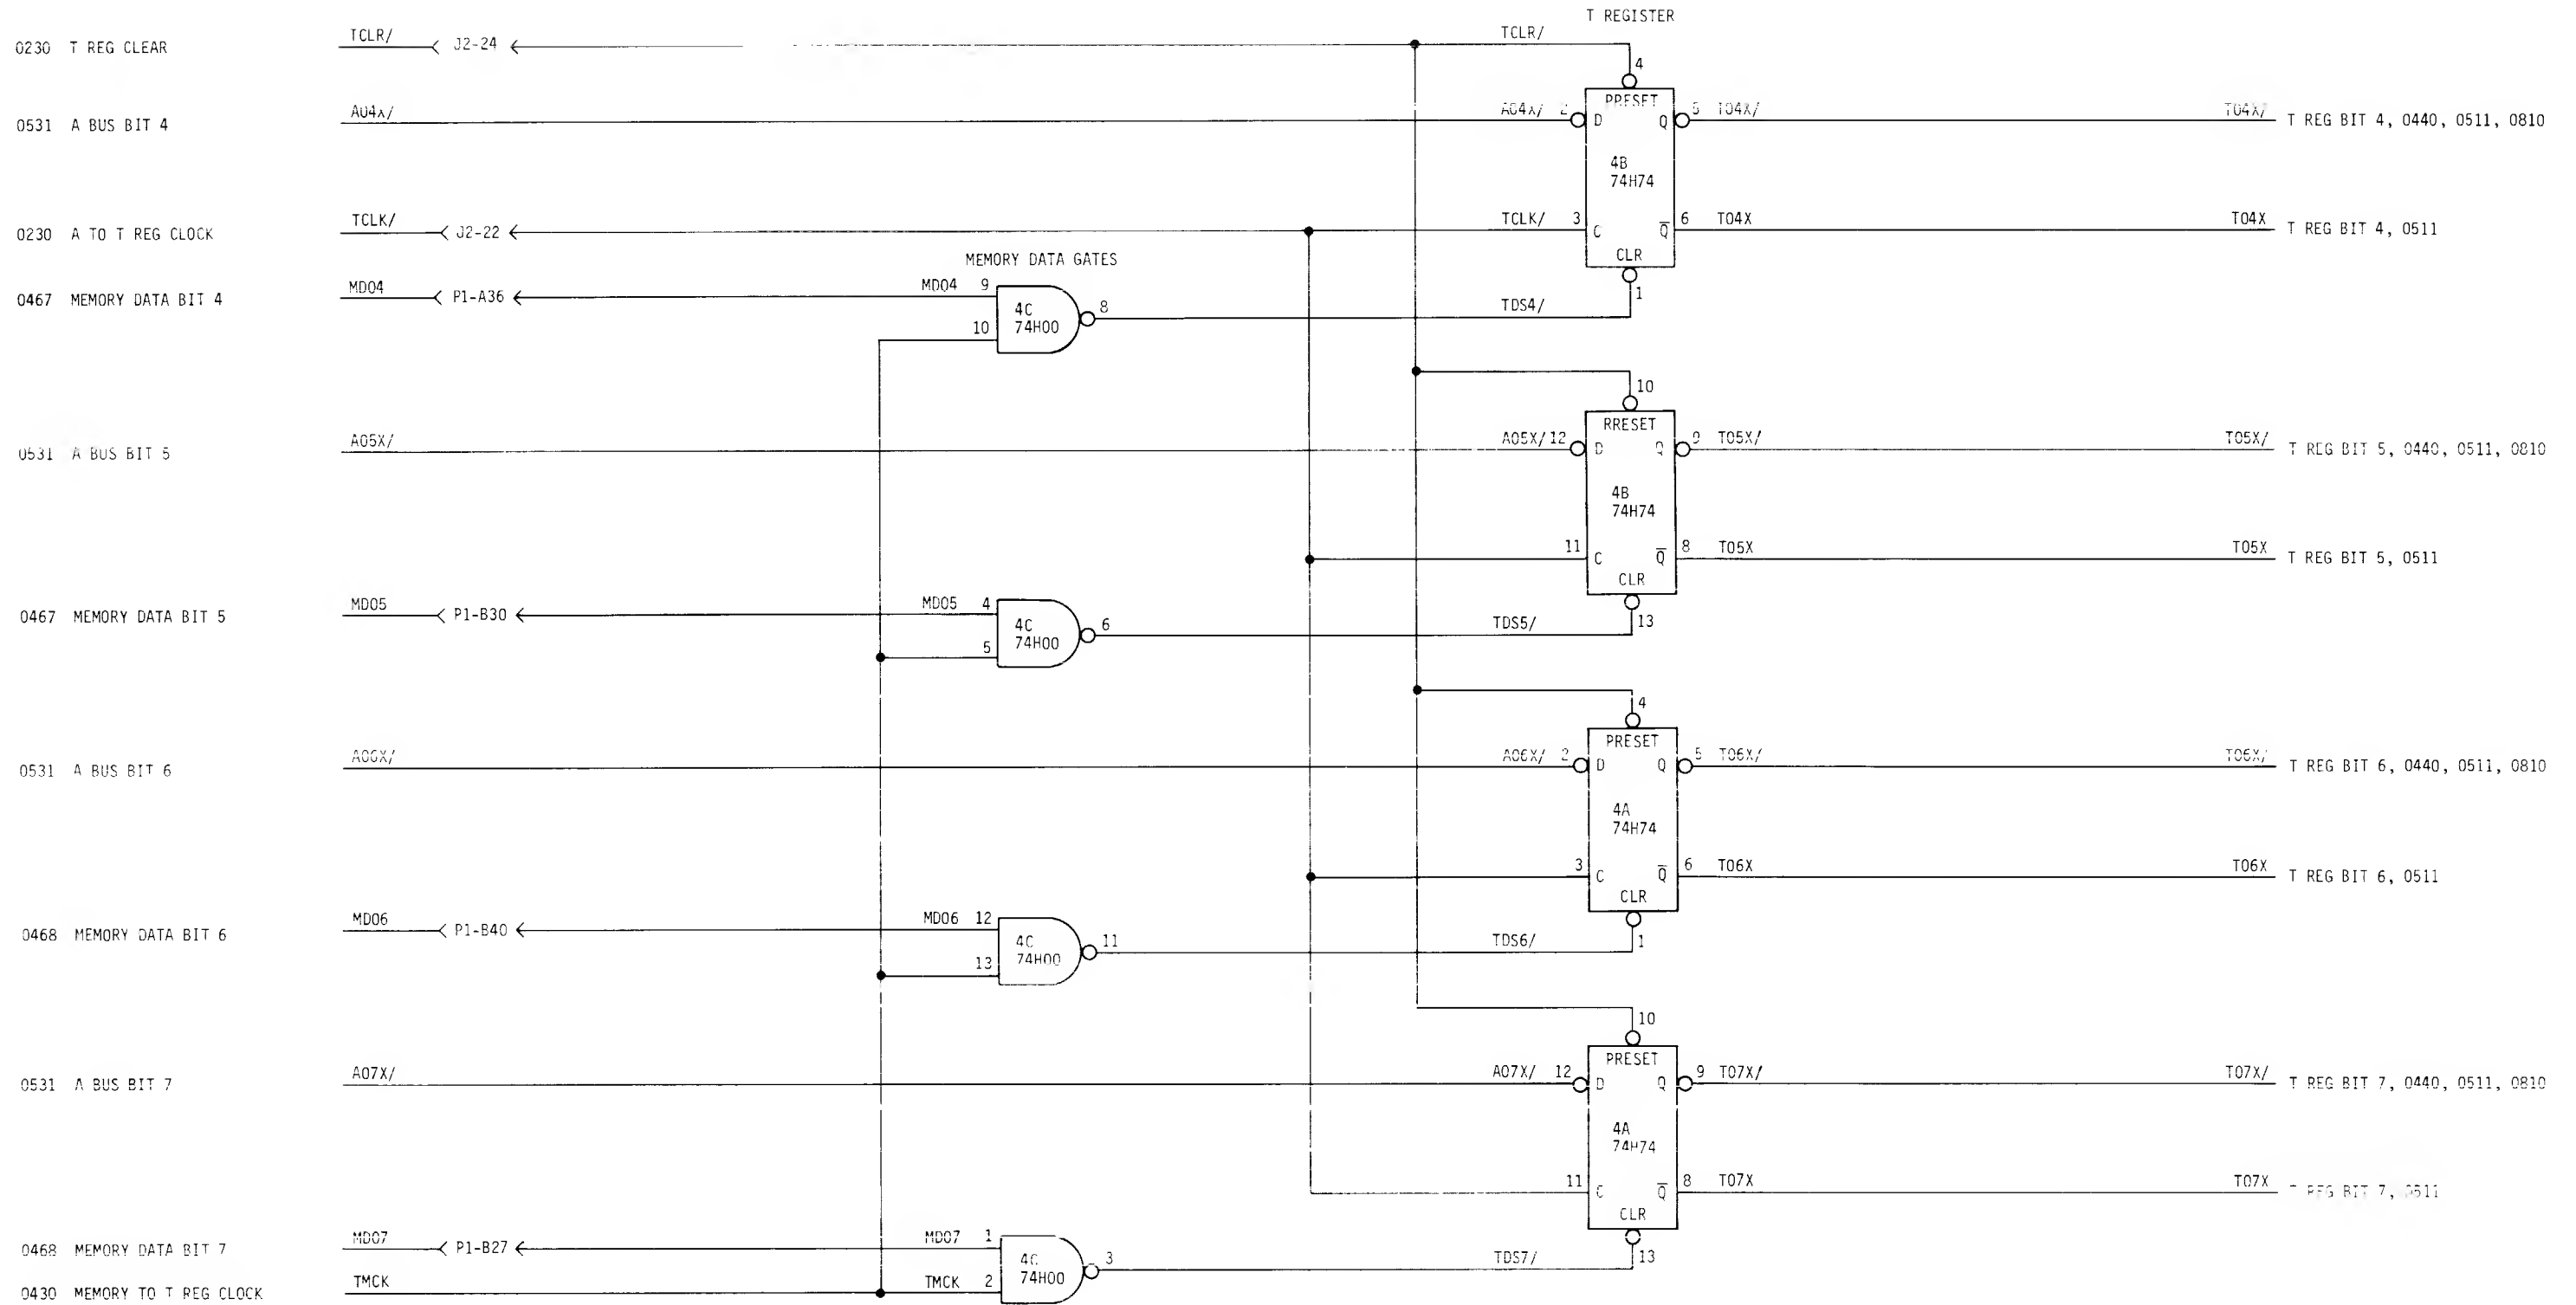 T REGISTER
0230 T REG CLEAR TCLR/ J2-24 TCLR/
4
PRESET
0531 A BUS BIT 4 A04X/ A04X/ 2 D Q 5 T04X/ T04X/ T REG BIT 4, 0440, 0511, 0810
4B
74H74
0230 A TO T REG CLOCK TCLK/ J2-22 TCLK/ 3 C Q̅ 6 T04X T04X T REG BIT 4, 0511
CLR
1
MEMORY DATA GATES
0467 MEMORY DATA BIT 4 MD04 P1-A36 MD04 9
10
4C
74H00
8 TDS4/
10
RRESET
0531 A BUS BIT 5 A05X/ A05X/ 12 D Q 9 T05X/ T05X/ T REG BIT 5, 0440, 0511, 0810
4B
74H74
11 C Q̅ 8 T05X T05X T REG BIT 5, 0511
CLR
13
0467 MEMORY DATA BIT 5 MD05 P1-B30 MD05 4
5
4C
74H00
6 TDS5/
4
PRESET
0531 A BUS BIT 6 A06X/ A06X/ 2 D Q 5 T06X/ T06X/ T REG BIT 6, 0440, 0511, 0810
4A
74H74
3 C Q̅ 6 T06X T06X T REG BIT 6, 0511
CLR
1
0468 MEMORY DATA BIT 6 MD06 P1-B40 MD06 12
13
4C
74H00
11 TDS6/
10
PRESET
0531 A BUS BIT 7 A07X/ A07X/ 12 D Q 9 T07X/ T07X/ T REG BIT 7, 0440, 0511, 0810
4A
74H74
11 C Q̅ 8 T07X T07X T REG BIT 7, 0511
CLR
13
0468 MEMORY DATA BIT 7 MD07 P1-B27 MD07 1
4C
74H00
3 TDS7/
0430 MEMORY TO T REG CLOCK TMCK TMCK 2